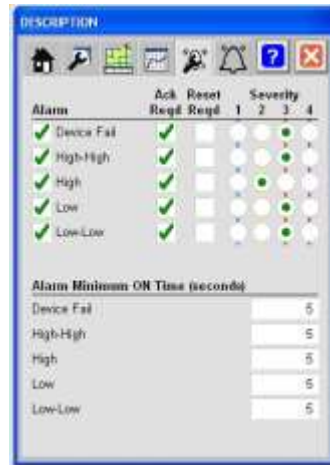 DESCRIPTION
?
Ack Reset Severity
Alarm Reqd Reqd 1 2 3 4
Device Fail
High-High
High
Low
Low-Low
Alarm Minimum ON Time (seconds)
Device Fail 5
High-High 5
High 5
Low 5
Low-Low 5